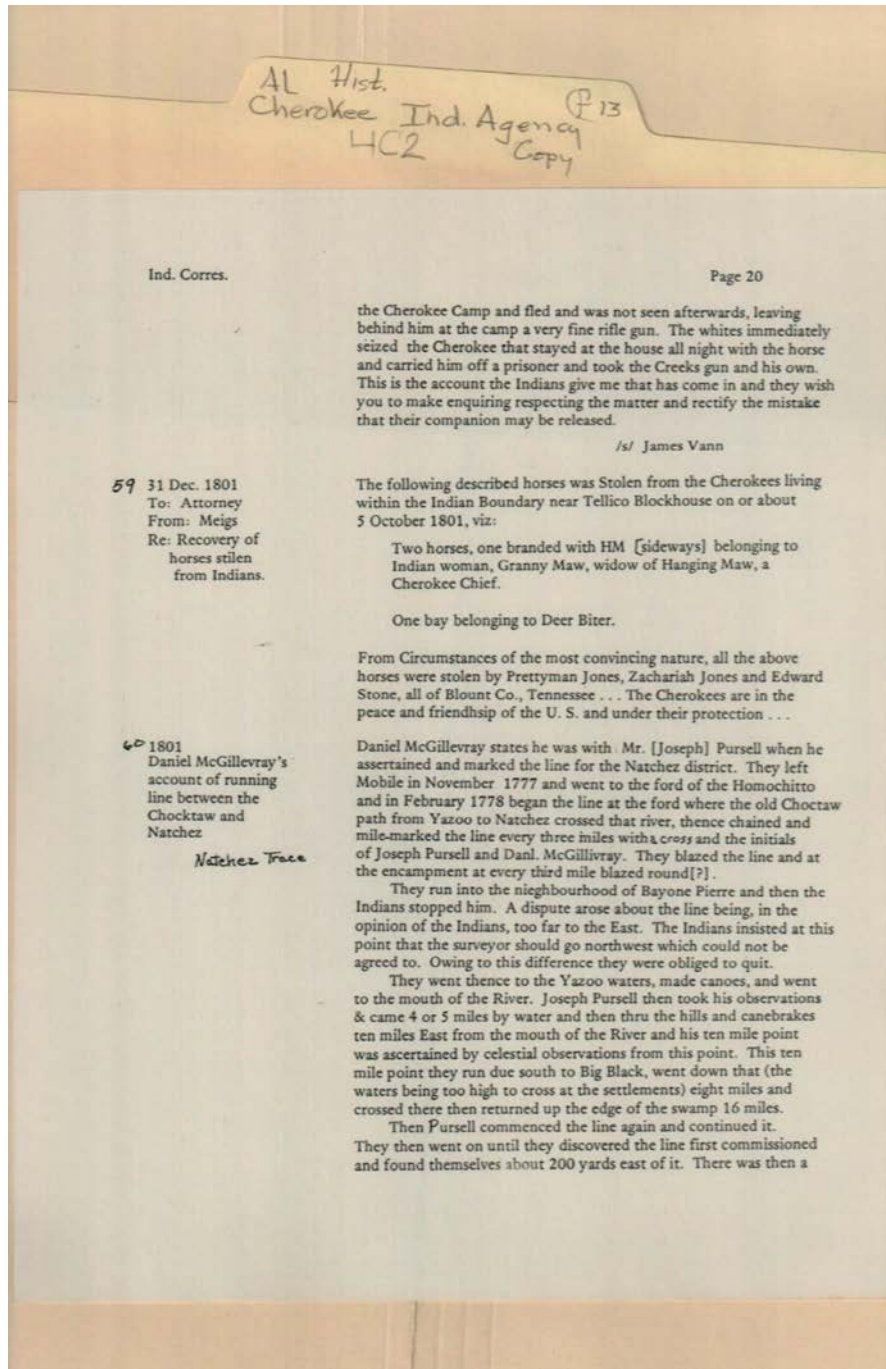 AL Hist.
Cherokee Ind. Agency
4C2 Copy
F 13
Ind. Corres.
Page 20
the Cherokee Camp and fled and was not seen afterwards, leaving
behind him at the camp a very fine rifle gun. The whites immediately
seized the Cherokee that stayed at the house all night with the horse
and carried him off a prisoner and took the Creeks gun and his own.
This is the account the Indians give me that has come in and they wish
you to make enquiring respecting the matter and rectify the mistake
that their companion may be released.
/s/ James Vann
59 31 Dec. 1801
To: Attorney
From: Meigs
Re: Recovery of
horses stilen
from Indians.
The following described horses was Stolen from the Cherokees living
within the Indian Boundary near Tellico Blockhouse on or about
5 October 1801, viz:
Two horses, one branded with HM [sideways] belonging to
Indian woman, Granny Maw, widow of Hanging Maw, a
Cherokee Chief.
One bay belonging to Deer Biter.
From Circumstances of the most convincing nature, all the above
horses were stolen by Prettyman Jones, Zachariah Jones and Edward
Stone, all of Blount Co., Tennessee . . . The Cherokees are in the
peace and friendhsip of the U. S. and under their protection . . .
60 1801
Daniel McGillevray's
account of running
line between the
Chocktaw and
Natchez
Natchez Trace
Daniel McGillevray states he was with Mr. [Joseph] Pursell when he
assertained and marked the line for the Natchez district. They left
Mobile in November 1777 and went to the ford of the Homochitto
and in February 1778 began the line at the ford where the old Choctaw
path from Yazoo to Natchez crossed that river, thence chained and
mile-marked the line every three miles with a cross and the initials
of Joseph Pursell and Danl. McGillivray. They blazed the line and at
the encampment at every third mile blazed round[?].
They run into the nieghbourhood of Bayone Pierre and then the
Indians stopped him. A dispute arose about the line being, in the
opinion of the Indians, too far to the East. The Indians insisted at this
point that the surveyor should go northwest which could not be
agreed to. Owing to this difference they were obliged to quit.
They went thence to the Yazoo waters, made canoes, and went
to the mouth of the River. Joseph Pursell then took his observations
& came 4 or 5 miles by water and then thru the hills and canebrakes
ten miles East from the mouth of the River and his ten mile point
was ascertained by celestial observations from this point. This ten
mile point they run due south to Big Black, went down that (the
waters being too high to cross at the settlements) eight miles and
crossed there then returned up the edge of the swamp 16 miles.
Then Pursell commenced the line again and continued it.
They then went on until they discovered the line first commissioned
and found themselves about 200 yards east of it. There was then a